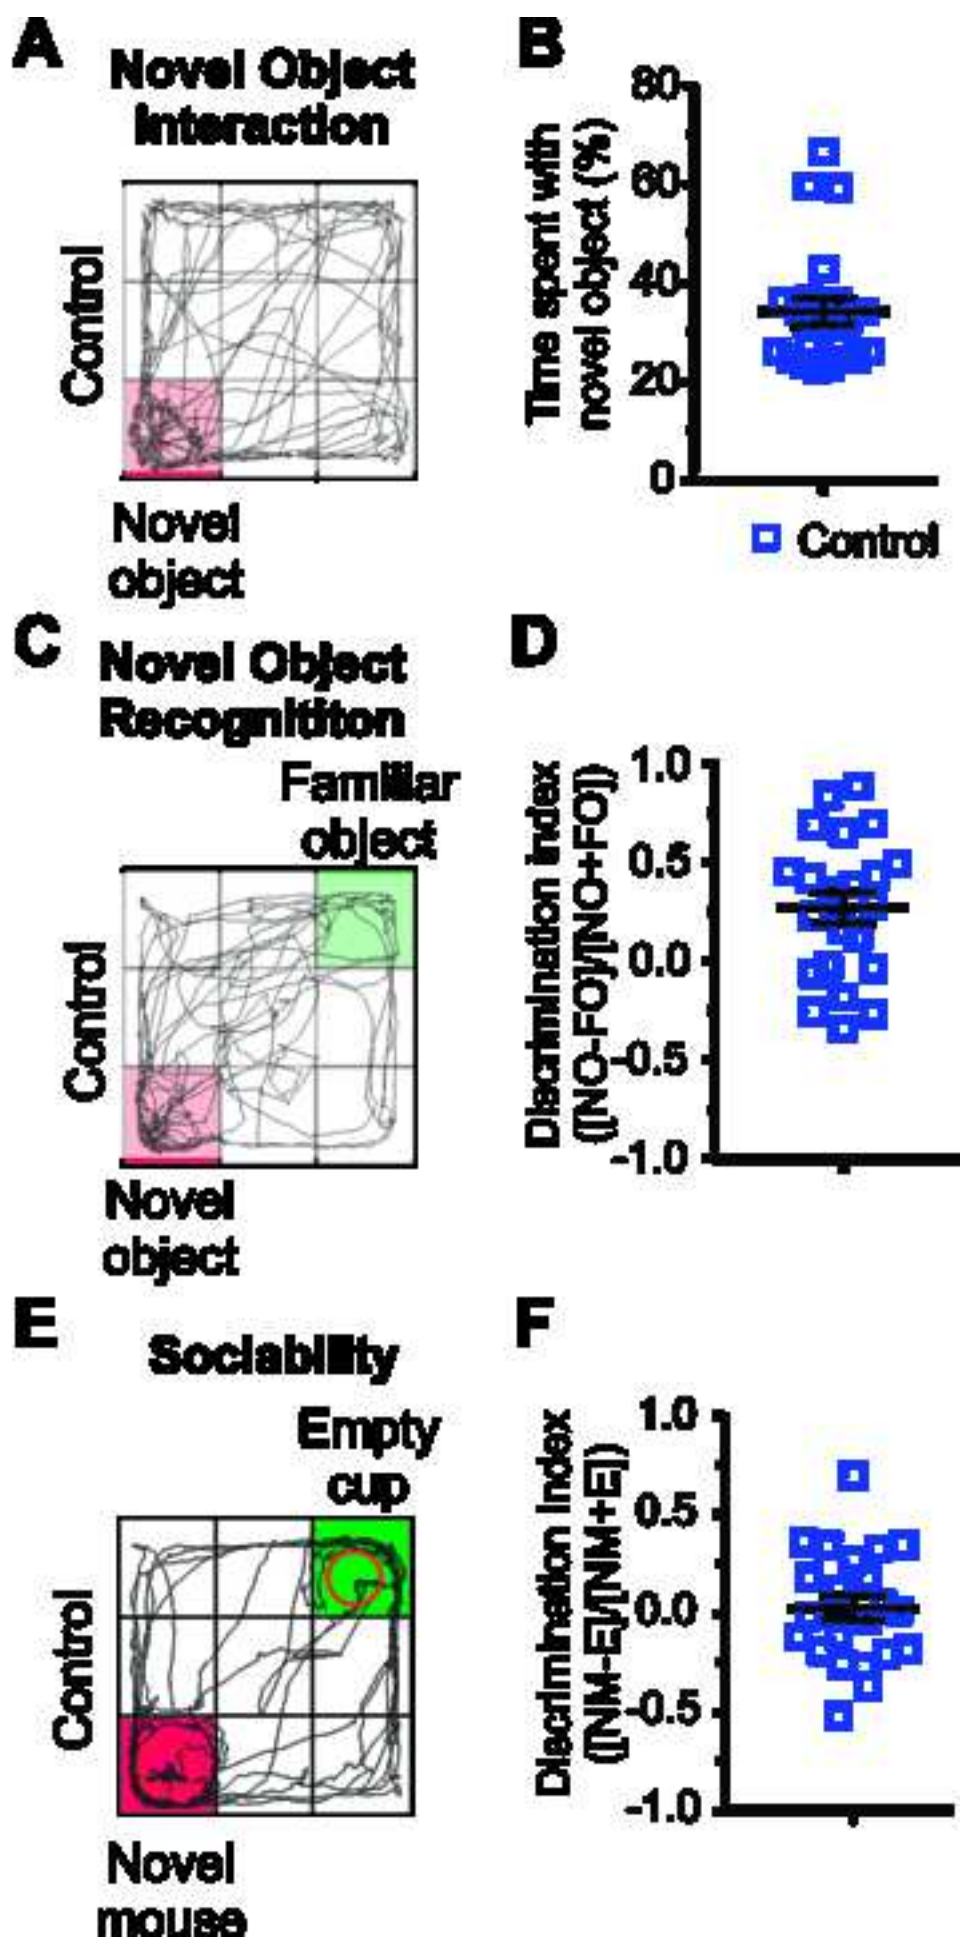 A
Novel Object
Interaction
Control
Novel
object
B
Time spent with
novel object (%)
80
60
40
20
0
Control
C
Novel Object
Recognititon
Familiar
object
Control
Novel
object
D
Discrimination Index
([NO-FO]/[NO+FO])
1.0
0.5
0.0
-0.5
-1.0
E
Sociability
Empty
cup
Control
Novel
mouse
F
Discrimination Index
([NM-E]/[NM+E])
1.0
0.5
0.0
-0.5
-1.0